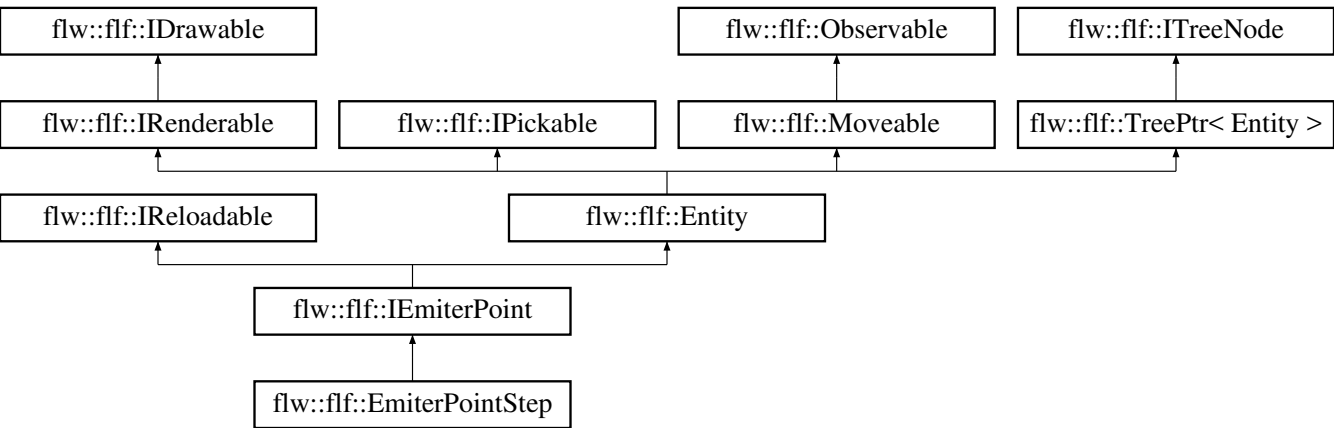 flw::flf::IDrawable
flw::flf::Observable
flw::flf::ITreeNode
flw::flf::IRenderable
flw::flf::IPickable
flw::flf::Moveable
flw::flf::TreePtr< Entity >
flw::flf::IReloadable
flw::flf::Entity
flw::flf::IEmiterPoint
flw::flf::EmiterPointStep